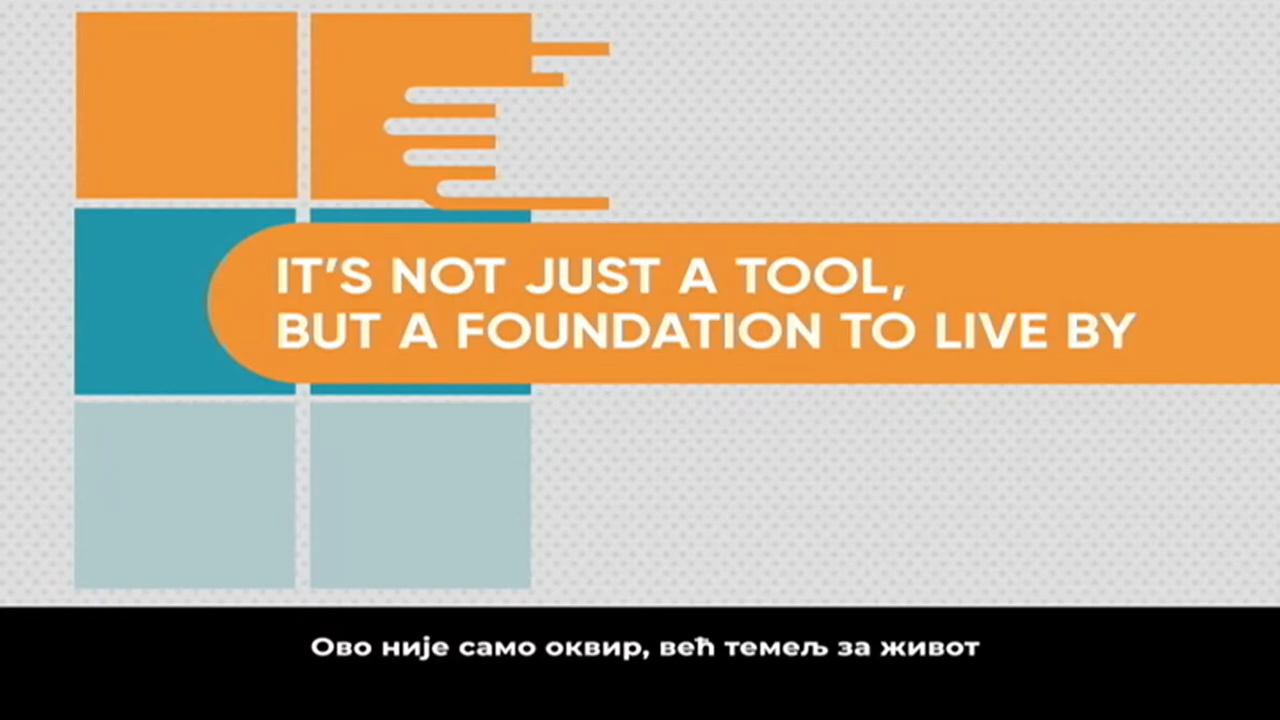 IT'S NOT JUST A TOOL,
BUT A FOUNDATION TO LIVE BY
Ово није само оквир, већ темељ за живот